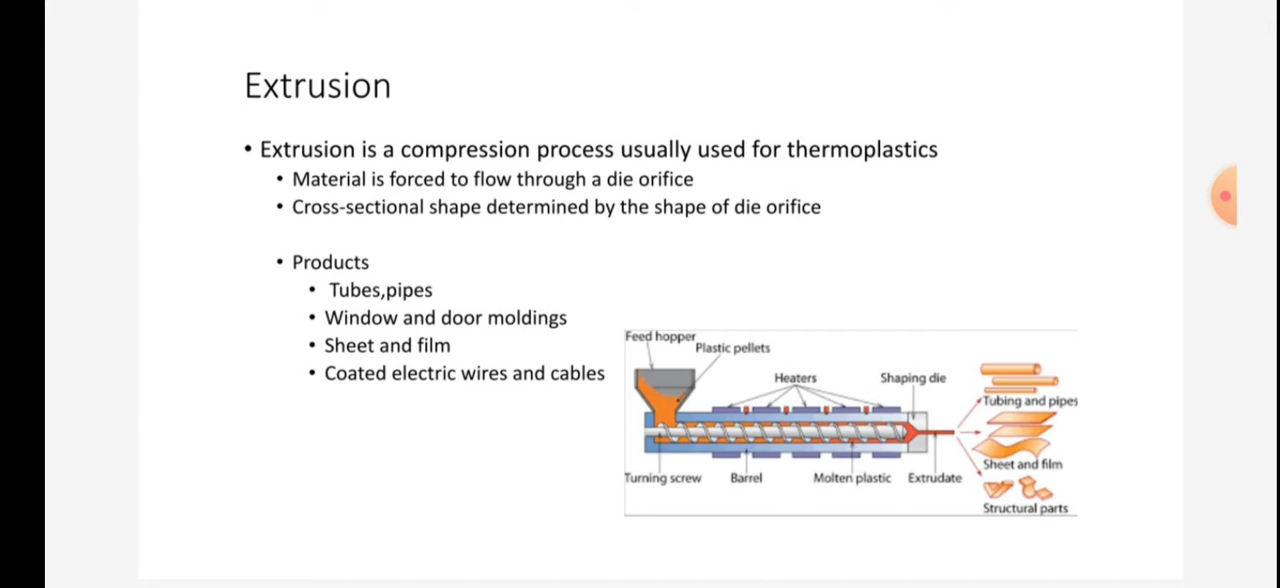 Extrusion
• Extrusion is a compression process usually used for thermoplastics
• Material is forced to flow through a die orifice
• Cross-sectional shape determined by the shape of die orifice
• Products
• Tubes,pipes
• Window and door moldings
• Sheet and film
• Coated electric wires and cables
Feed hopper
Plastic pellets
Heaters
Shaping die
Tubing and pipes
Sheet and film
Turning screw
Barrel
Molten plastic
Extrudate
Structural parts